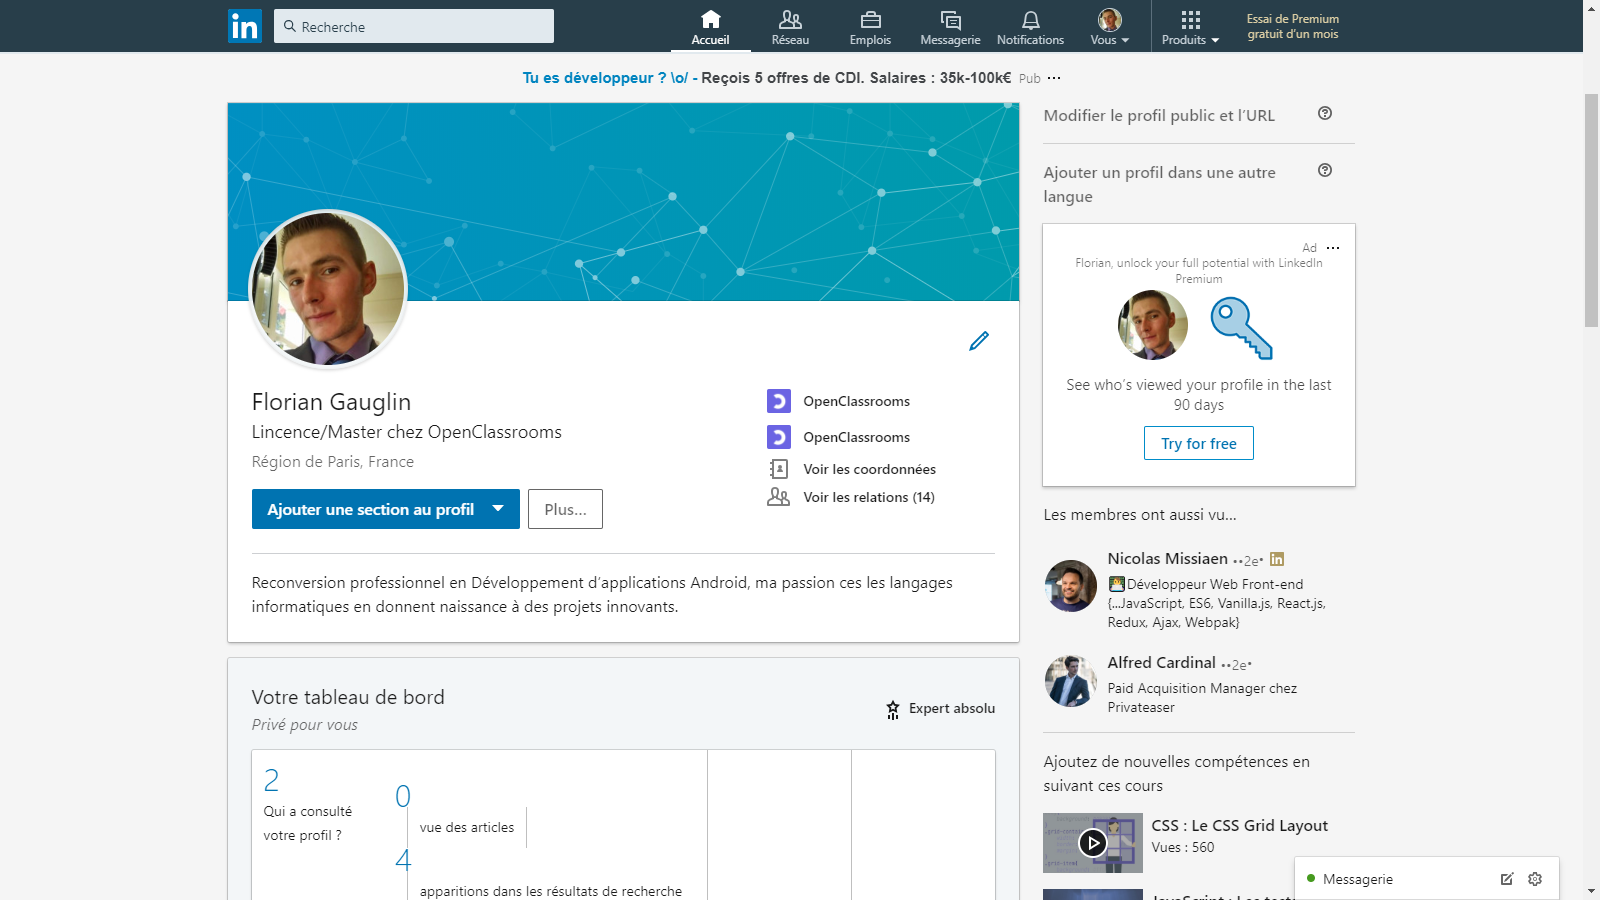 in
Recherche
Accueil
Réseau
Emplois
Messagerie
Notifications
Vous
Produits
Essai de Premium
gratuit d'un mois
Tu es développeur ? \o/ - Reçois 5 offres de CDI. Salaires : 35k-100k€ Pub
Florian Gauglin
Lincence/Master chez OpenClassrooms
Région de Paris, France
Ajouter une section au profil
Plus...
OpenClassrooms
OpenClassrooms
Voir les coordonnées
Voir les relations (14)
Reconversion professionnel en Développement d'applications Android, ma passion ces les langages
informatiques en donnent naissance à des projets innovants.
Votre tableau de bord
Privé pour vous
Expert absolu
2
Qui a consulté
votre profil ?
0
vue des articles
4
apparitions dans les résultats de recherche
Modifier le profil public et l'URL
Ajouter un profil dans une autre
langue
Ad
Florian, unlock your full potential with LinkedIn
Premium
See who's viewed your profile in the last
90 days
Try for free
Les membres ont aussi vu...
Nicolas Missiaen ••2e• in
Développeur Web Front-end
{...JavaScript, ES6, Vanilla.js, React.js,
Redux, Ajax, Webpak}
Alfred Cardinal ••2e•
Paid Acquisition Manager chez
Privateaser
Ajoutez de nouvelles compétences en
suivant ces cours
CSS : Le CSS Grid Layout
Vues : 560
Messagerie